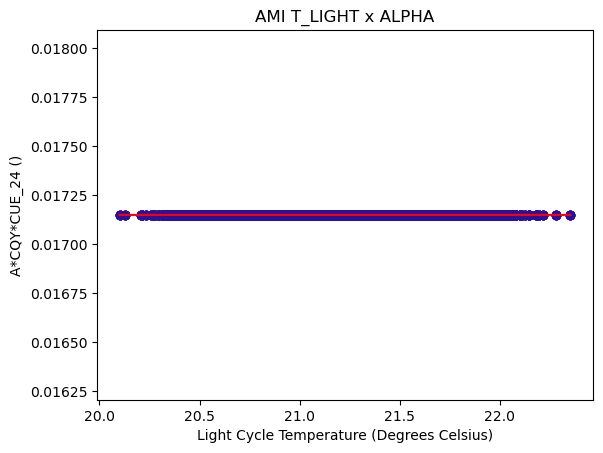 AMI T_LIGHT x ALPHA
0.01800
0.01775
0.01750
0.01725
0.01700
0.01675
0.01650
0.01625
A*CQY*CUE_24 ()
20.0 20.5 21.0 21.5 22.0
Light Cycle Temperature (Degrees Celsius)